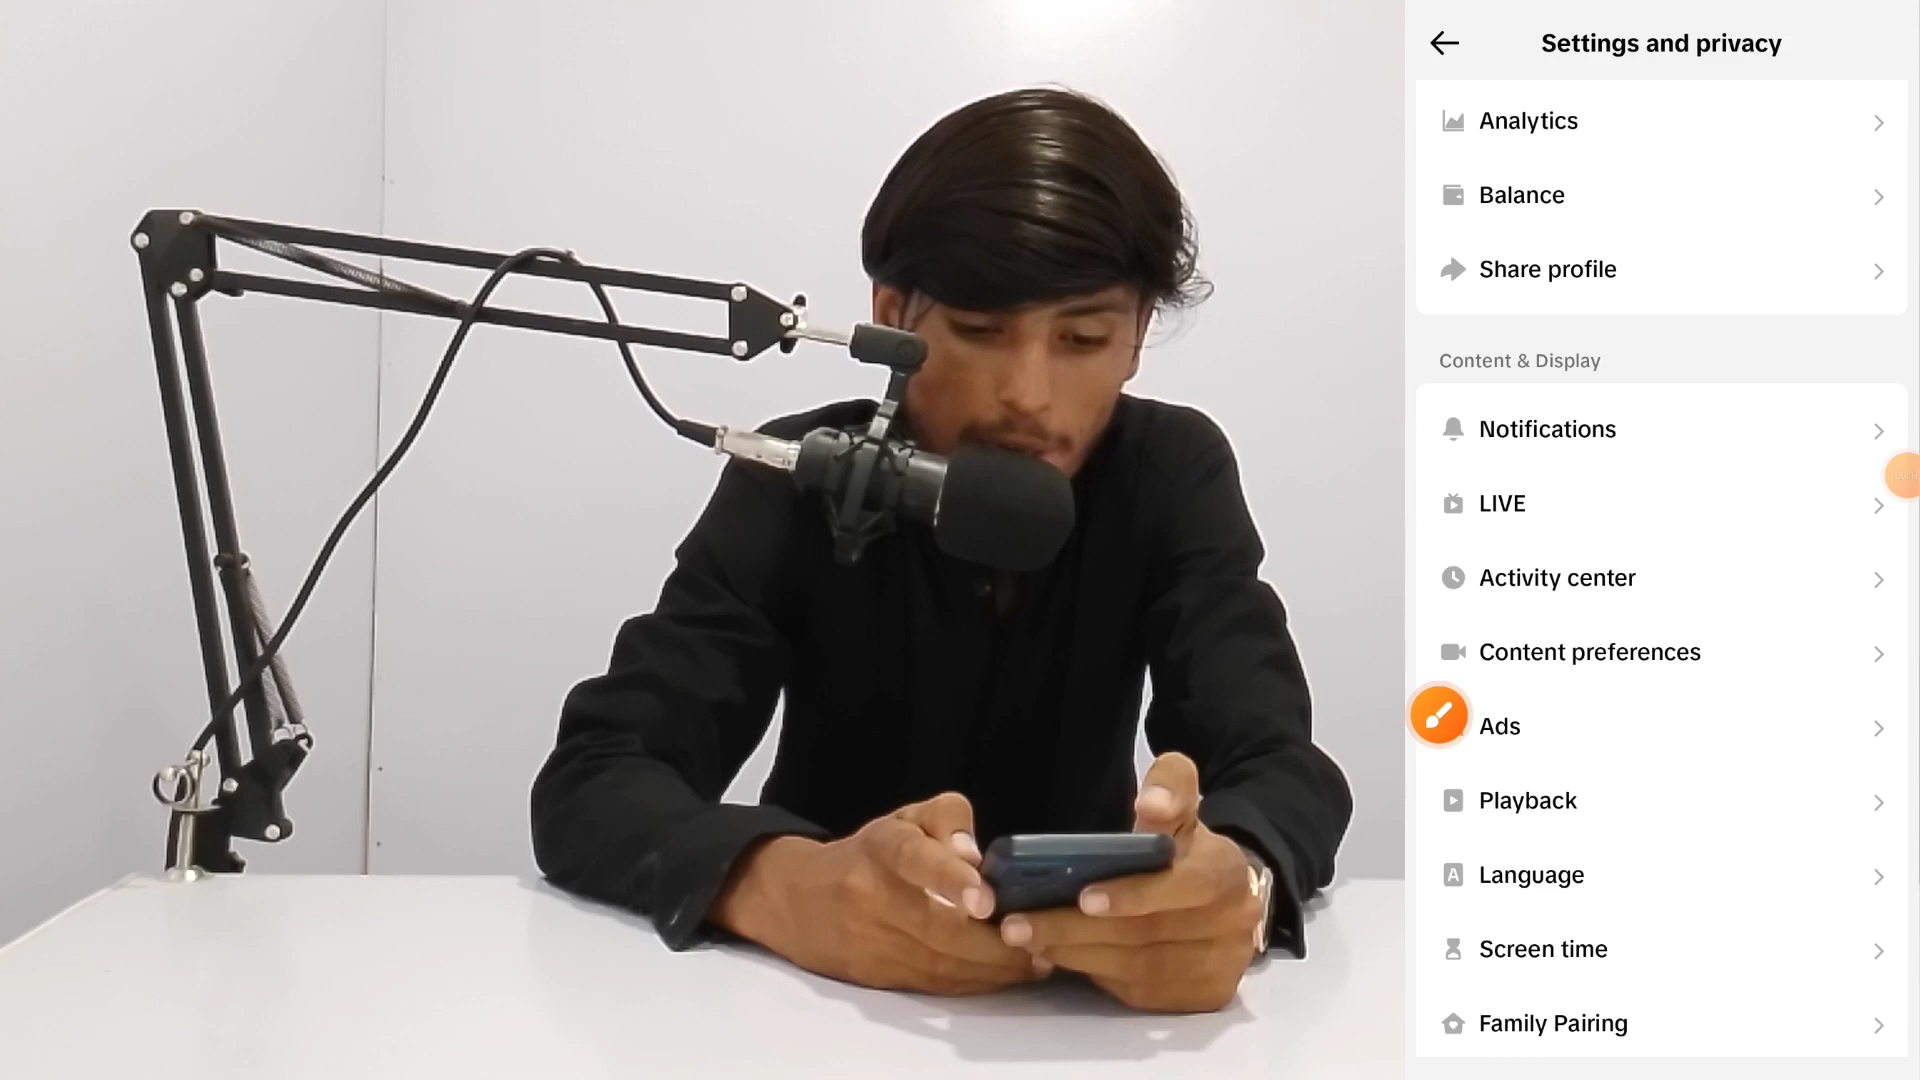 Settings and privacy
Analytics
Balance
Share profile
Content & Display
Notifications
LIVE
Activity center
Content preferences
Ads
Playback
Language
Screen time
Family Pairing